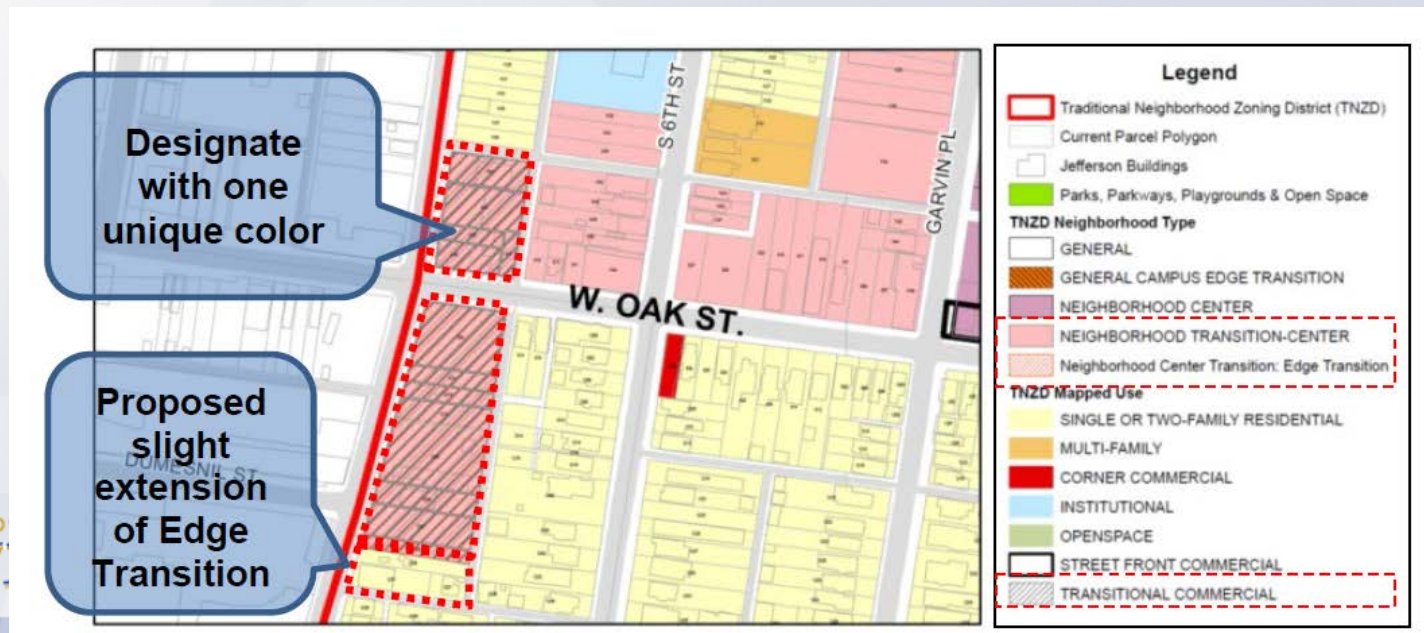 Designate
with one
unique color
Proposed
slight
extension
of Edge
Transition
DUMESNIL ST
S 6TH ST
GARVIN PL
W. OAK ST.
Legend
Traditional Neighborhood Zoning District (TNZD)
Current Parcel Polygon
Jefferson Buildings
Parks, Parkways, Playgrounds & Open Space
TNZD Neighborhood Type
GENERAL
GENERAL CAMPUS EDGE TRANSITION
NEIGHBORHOOD CENTER
NEIGHBORHOOD TRANSITION-CENTER
Neighborhood Center Transition: Edge Transition
TNZD Mapped Use
SINGLE OR TWO-FAMILY RESIDENTIAL
MULTI-FAMILY
CORNER COMMERCIAL
INSTITUTIONAL
OPENSPACE
STREET FRONT COMMERCIAL
TRANSITIONAL COMMERCIAL